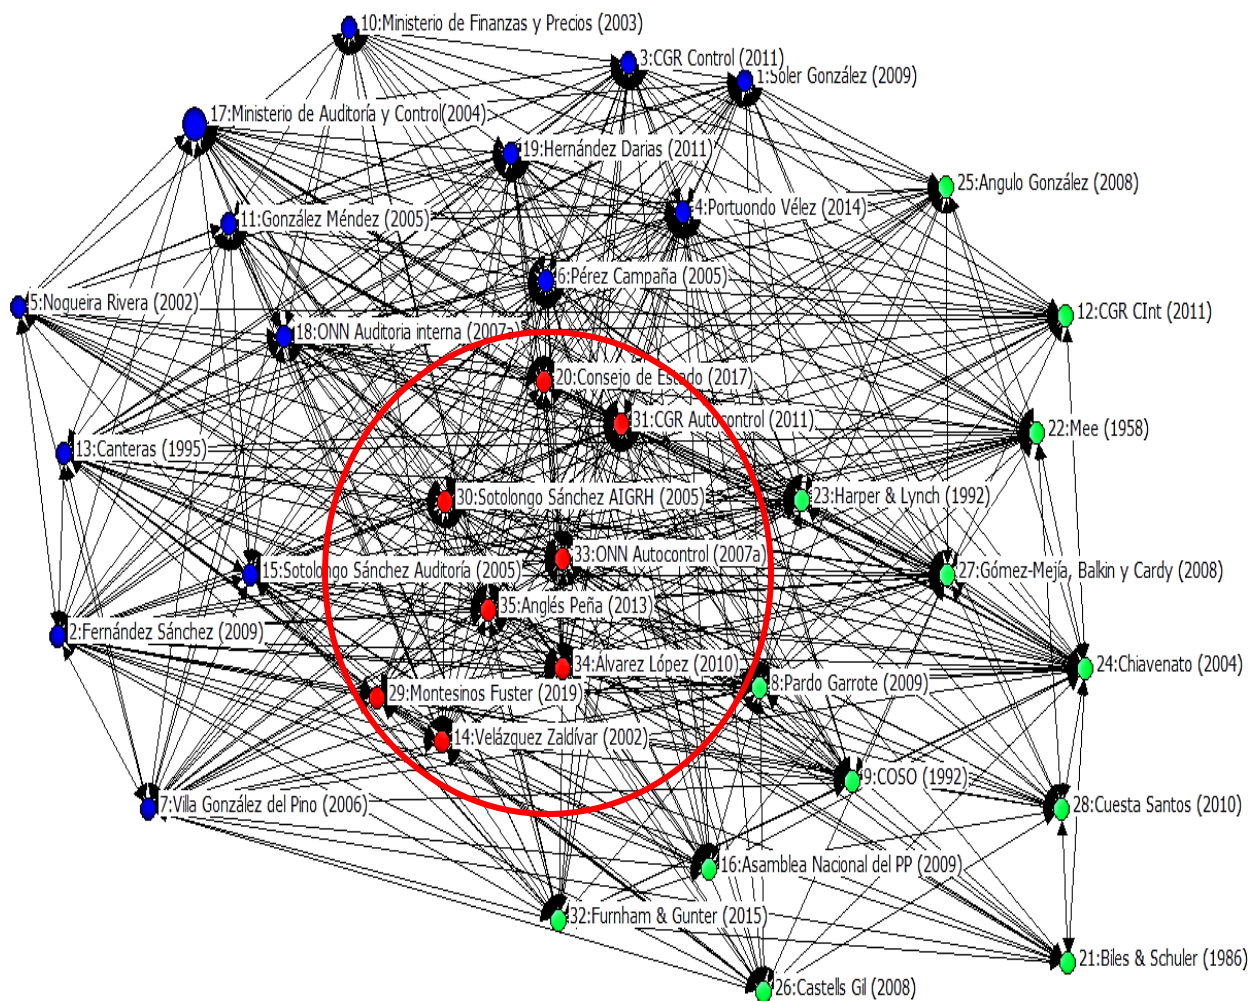 10:Ministerio de Finanzas y Precios (2003)
3:CGR Control (2011)
1:Soler González (2009)
17:Ministerio de Auditoría y Control(2004)
19:Hernández Darias (2011)
25:Angulo González (2008)
4:Portuondo Vélez (2014)
11:González Méndez (2005)
6:Pérez Campaña (2005)
5:Nogueira Rivera (2002)
12:CGR CInt (2011)
18:ONN Auditoria interna (2007a)
20:Consejo de Estado (2017)
31:CGR Autocontrol (2011)
22:Mee (1958)
13:Canteras (1995)
30:Sotolongo Sánchez AIGRH (2005)
23:Harper & Lynch (1992)
33:ONN Autocontrol (2007a)
15:Sotolongo Sánchez Auditoría (2005)
27:Gómez-Mejía, Balkin y Cardy (2008)
35:Anglés Peña (2013)
2:Fernández Sánchez (2009)
34:Álvarez López (2010)
24:Chiavenato (2004)
8:Pardo Garrote (2009)
29:Montesinos Fuster (2019)
14:Velázquez Zaldívar (2002)
9:COSO (1992)
7:Villa González del Pino (2006)
28:Cuesta Santos (2010)
16:Asamblea Nacional del PP (2009)
32:Furnham & Gunter (2015)
21:Biles & Schuler (1986)
26:Castells Gil (2008)